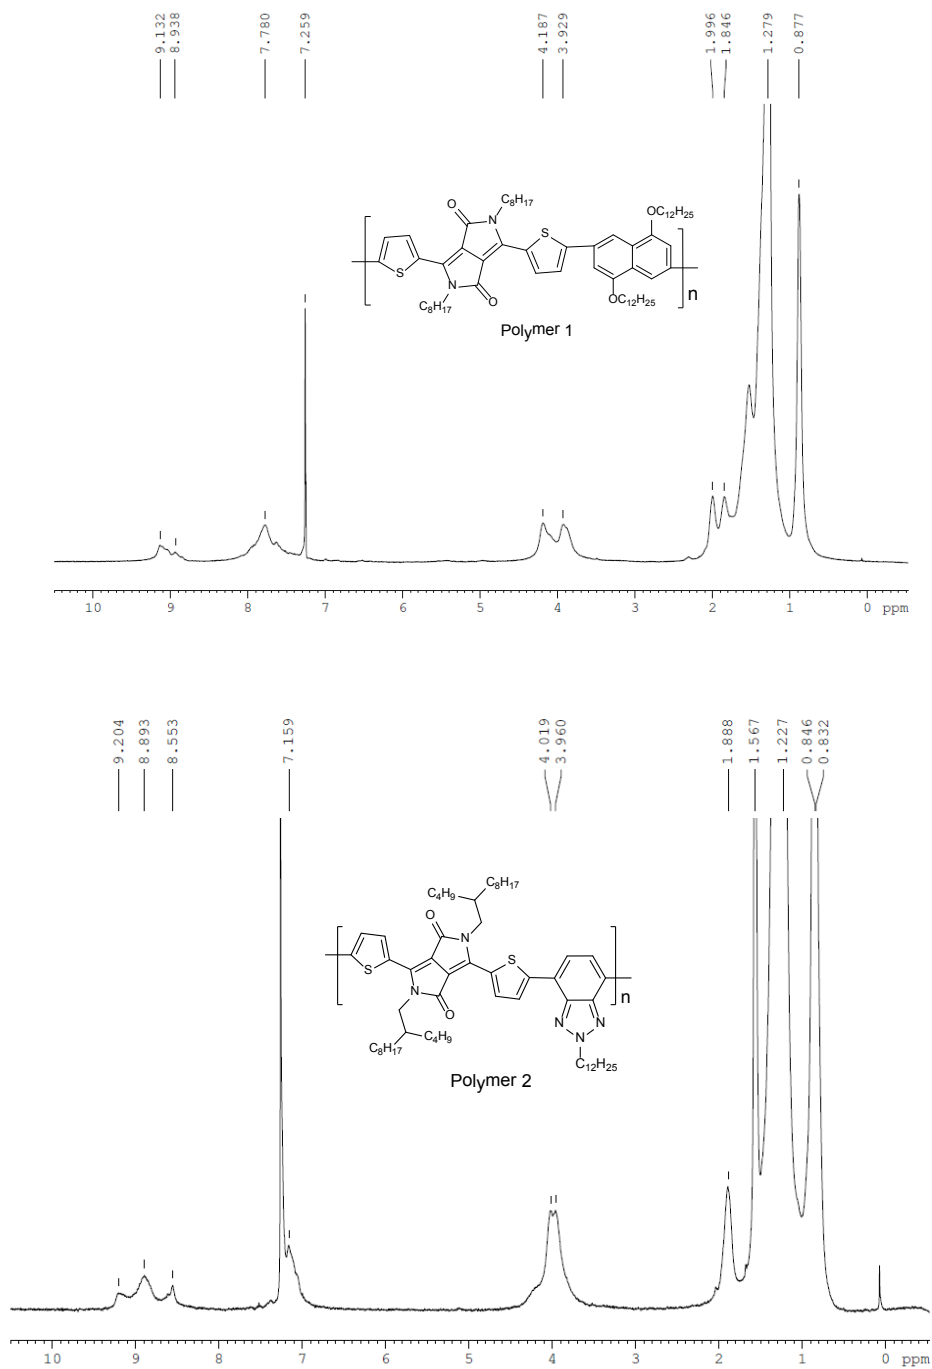 9.132 8.938 7.780 7.259 4.187 3.929 1.996 1.846 1.279 0.877
C8H17
O
N
S
OC12H25
S
N
O
C8H17
OC12H25
n
Polymer 1
10 9 8 7 6 5 4 3 2 1 0 ppm
9.204 8.893 8.553 7.159 4.019 3.960 1.888 1.567 1.227 0.846 0.832
C4H9 C8H17
O
N
S
S
N
O
n
N N
N
C8H17 C4H9
C12H25
Polymer 2
10 9 8 7 6 5 4 3 2 1 0 ppm